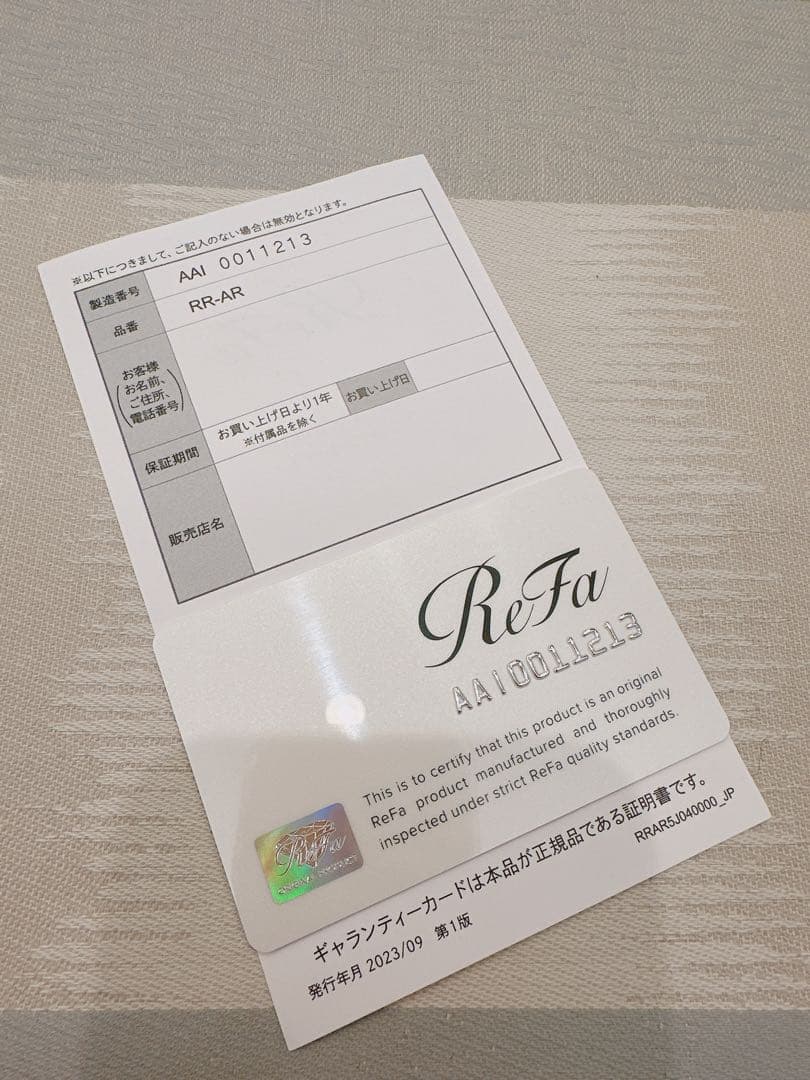 ※以下につきまして、ご記入のない場合は無効となります。
製造番号 AAI 0011213
品番 RR-AR
お客様
(お名前、
ご住所、
電話番号)
保証期間 お買い上げ日より1年 お買い上げ日
※付属品を除く
販売店名
ReFa
AAI0011213
This is to certify that this product is an original
ReFa product manufactured and thoroughly
inspected under strict ReFa quality standards.
ReFa
ギャランティーカードは本品が正規品である証明書です。
発行年月 2023/09 第1版
RRAR5J040000_JP